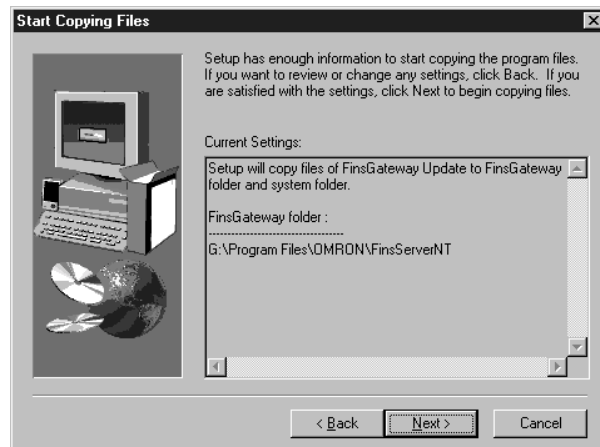 Start Copying Files
Setup has enough information to start copying the program files.
If you want to review or change any settings, click Back. If you
are satisfied with the settings, click Next to begin copying files.
Current Settings:
Setup will copy files of FinsGateway Update to FinsGateway
folder and system folder.
FinsGateway folder :
---------------------------------
G:\Program Files\OMRON\FinsServerNT
< Back
Next >
Cancel